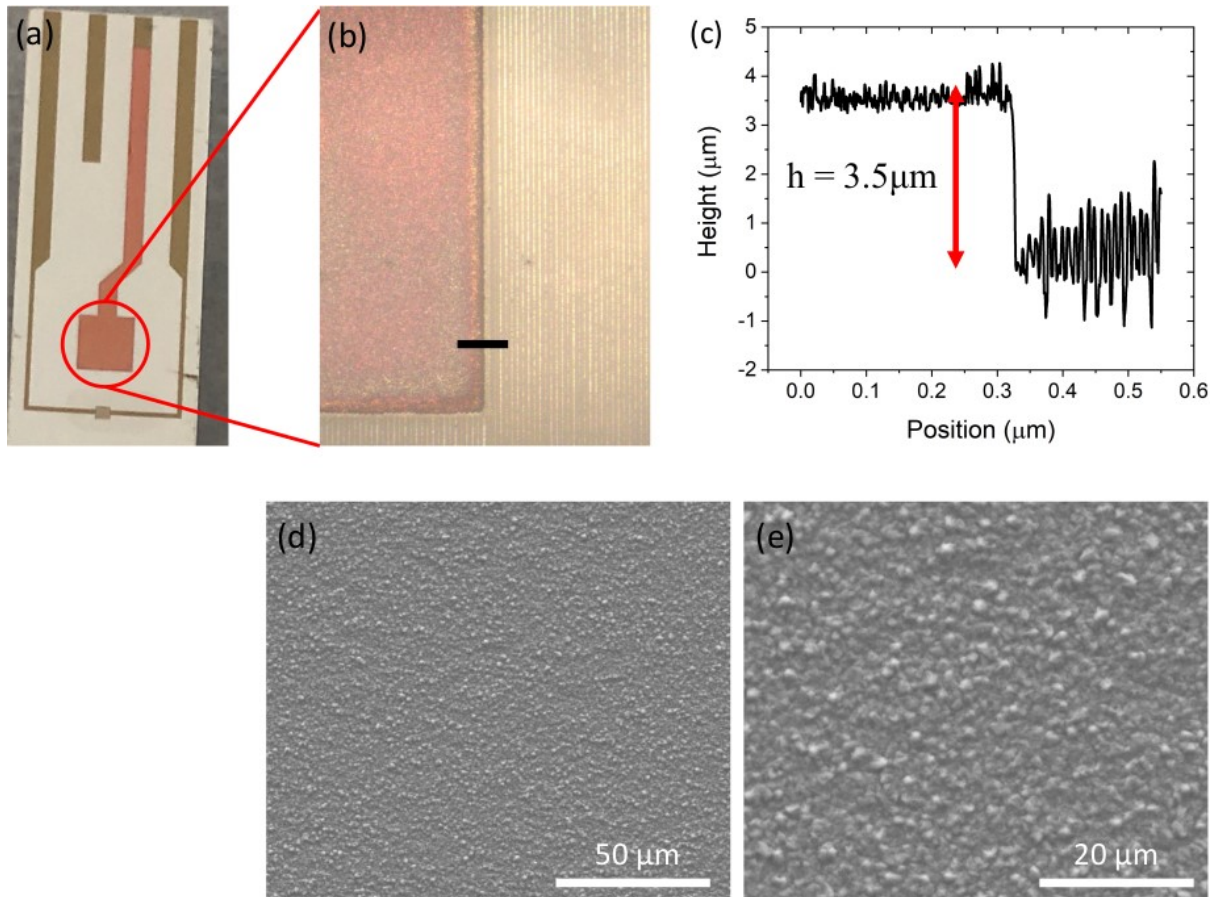 (a)
(b)
(c)
5
4
3
2
1
0
-1
-2
Height (μm)
h = 3.5μm
0.0 0.1 0.2 0.3 0.4 0.5 0.6
Position (μm)
(d)
50 μm
(e)
20 μm